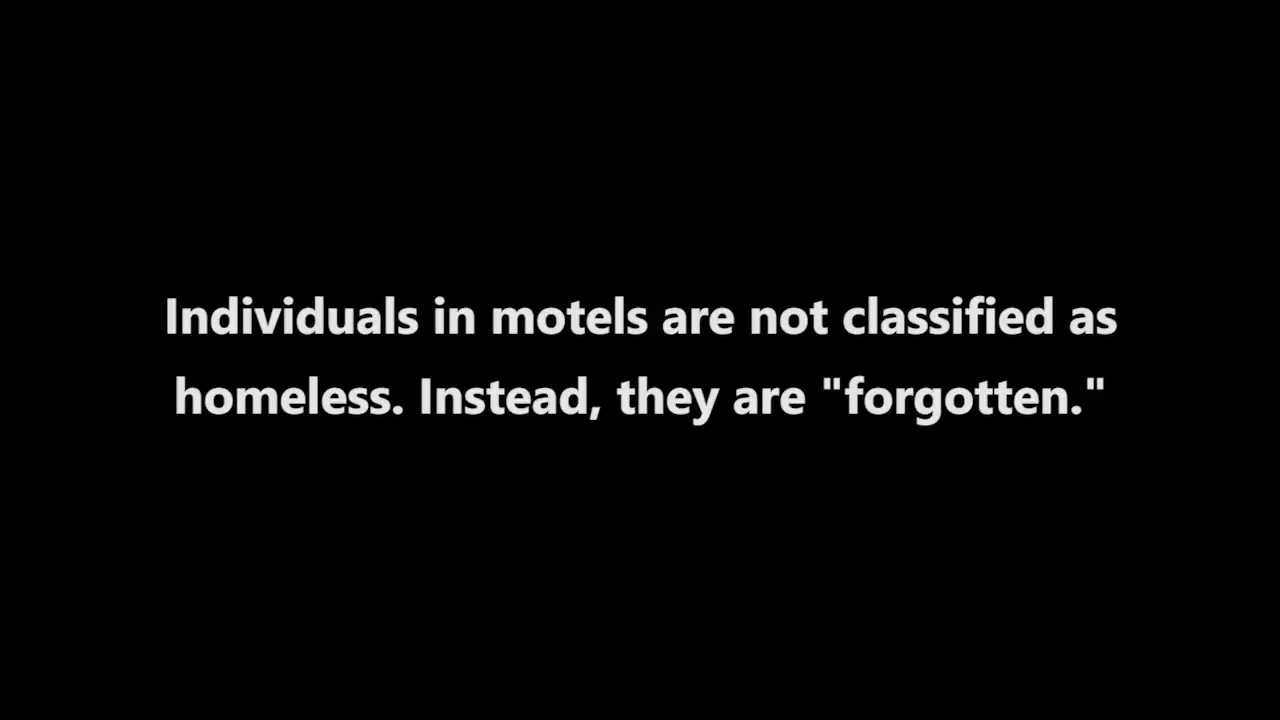 Individuals in motels are not classified as
homeless. Instead, they are "forgotten."